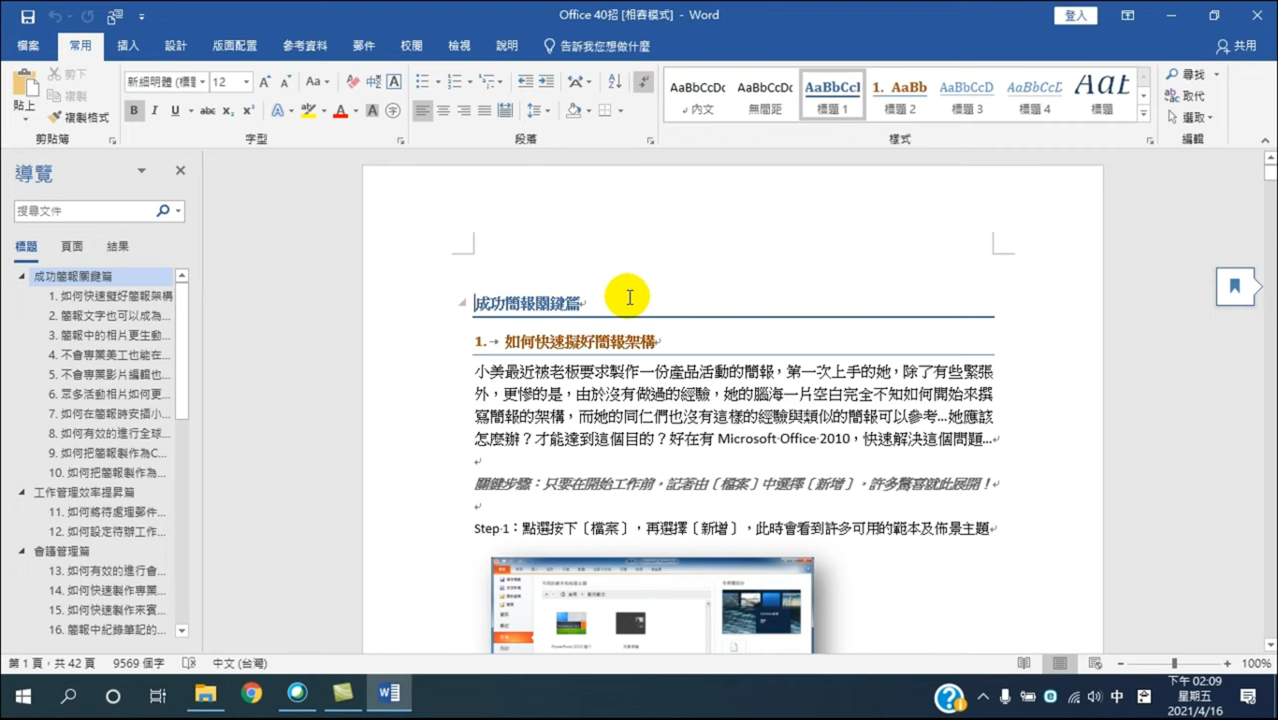 Office 40招 [相容模式] - Word
登入
檔案 常用 插入 設計 版面配置 參考資料 郵件 校閱 檢視 說明 告訴我您想做什麼 共用
貼上
剪下
複製
複製格式
新細明體 (標題 12
AaBbCcDc AaBbCcDc AaBbCcI 1. AaBb AaBbCcD AaBbCcL Aat
內文 無間距 標題 1 標題 2 標題 3 標題 4 標題
尋找
取代
選取
剪貼簿 字型 段落 樣式 編輯
導覽
搜尋文件
標題 頁面 結果
成功簡報關鍵篇
1. 如何快速擬好簡報架構
2. 簡報文字也可以成為...
3. 簡報中的相片更生動...
4. 不會專業美工也能在...
5. 不會專業影片編輯也...
6. 眾多活動相片如何更...
7. 如何在簡報時安插小...
8. 如何有效的進行全球...
9. 如何把簡報製作為C...
10. 如何把簡報製作為...
工作管理效率提昇篇
11. 如何維持處理郵件...
12. 如何設定待辦工作...
會議管理篇
13. 如何有效的進行會...
14. 如何快速製作專業...
15. 如何快速製作來賓...
16. 簡報中紀錄筆記的...
成功簡報關鍵篇
1. 如何快速擬好簡報架構
小美最近被老板要求製作一份產品活動的簡報，第一次上手的她，除了有些緊張
外，更慘的是，由於沒有做過的經驗，她的腦海一片空白完全不知如何開始來撰
寫簡報的架構，而她的同仁們也沒有這樣的經驗與類似的簡報可以參考...她應該
怎麼辦？才能達到這個目的？好在有 Microsoft Office 2010，快速解決這個問題...
關鍵步驟：只要在開始工作前，記著由〔檔案〕中選擇〔新增〕，許多驚喜就此展開！
Step 1：點選按下〔檔案〕，再選擇〔新增〕，此時會看到許多可用的範本及佈景主題
第 1 頁，共 42 頁 9569 個字 中文 (台灣) 100%
中
下午 02:09
星期五
2021/4/16